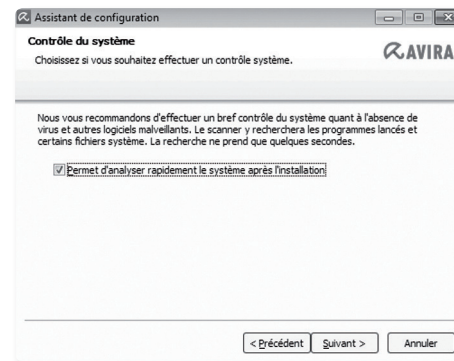 Assistant de configuration
Contrôle du système
Choisissez si vous souhaitez effectuer un contrôle système.
AVIRA
Nous vous recommandons d'effectuer un bref contrôle du système quant à l'absence de
virus et autres logiciels malveillants. Le scanner y recherchera les programmes lancés et
certains fichiers système. La recherche ne prend que quelques secondes.
Permet d'analyser rapidement le système après l'installation
< Précédent
Suivant >
Annuler